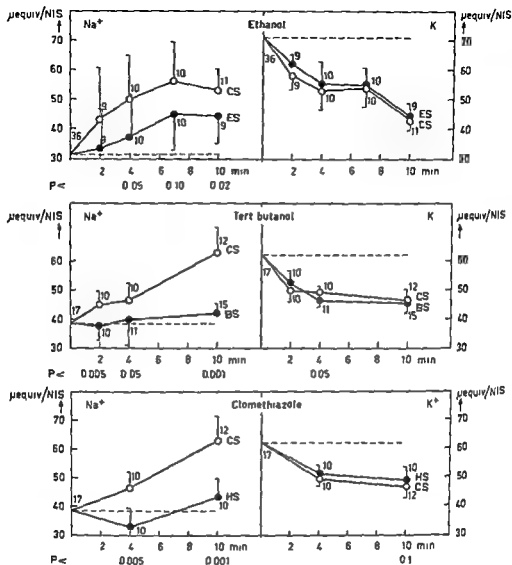 µequiv/NIS Na⁺ Ethanol K µequiv/NIS
70 70
60 60
50 50
40 40
30 30
36 9 10 10 11 CS
9 10 10 9 ES
36 9 10 10 9 ES
9 10 10 11 CS
2 4 6 8 10 min 2 4 6 8 10 min
P< 0.05 0.10 0.02
µequiv/NIS Na⁺ Tert butanol K µequiv/NIS
70
60 60
50 50
40 40
30 30
17 10 10 12 CS
10 11 15 BS
17 10 10 12 CS
10 11 15 BS
2 4 6 8 10 min 2 4 6 8 10 min
P< 0.005 0.05 0.001 0.05
µequiv/NIS Na⁺ Clomethiazole K⁺ µequiv/NIS
70 70
60 60
50 50
40 40
30 30
17 10 12 CS
10 10 HS
17 10 10 HS
10 12 CS
2 4 6 8 10 min 2 4 6 8 10 min
P< 0.005 0.001 0.1